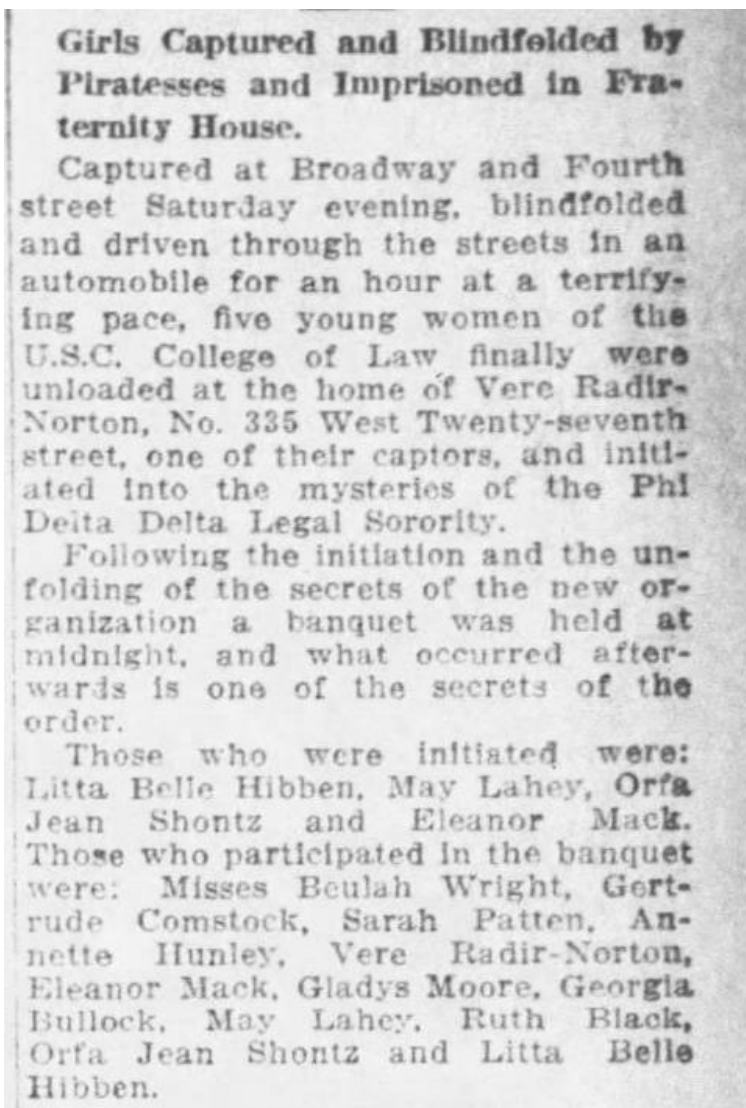 Girls Captured and Blindfolded by
Piratesses and Imprisoned in Fra-
ternity House.
Captured at Broadway and Fourth
street Saturday evening, blindfolded
and driven through the streets in an
automobile for an hour at a terrify-
ing pace, five young women of the
U.S.C. College of Law finally were
unloaded at the home of Vere Radir-
Norton, No. 335 West Twenty-seventh
street, one of their captors, and initi-
ated into the mysteries of the Phi
Delta Delta Legal Sorority.
Following the initiation and the un-
folding of the secrets of the new or-
ganization a banquet was held at
midnight, and what occurred after-
wards is one of the secrets of the
order.
Those who were initiated were:
Litta Belle Hibben, May Lahey, Orfa
Jean Shontz and Eleanor Mack.
Those who participated in the banquet
were: Misses Beulah Wright, Gert-
rude Comstock, Sarah Patten, An-
nette Hunley, Vere Radir-Norton,
Eleanor Mack, Gladys Moore, Georgia
Bullock, May Lahey, Ruth Black,
Orfa Jean Shontz and Litta Belle
Hibben.